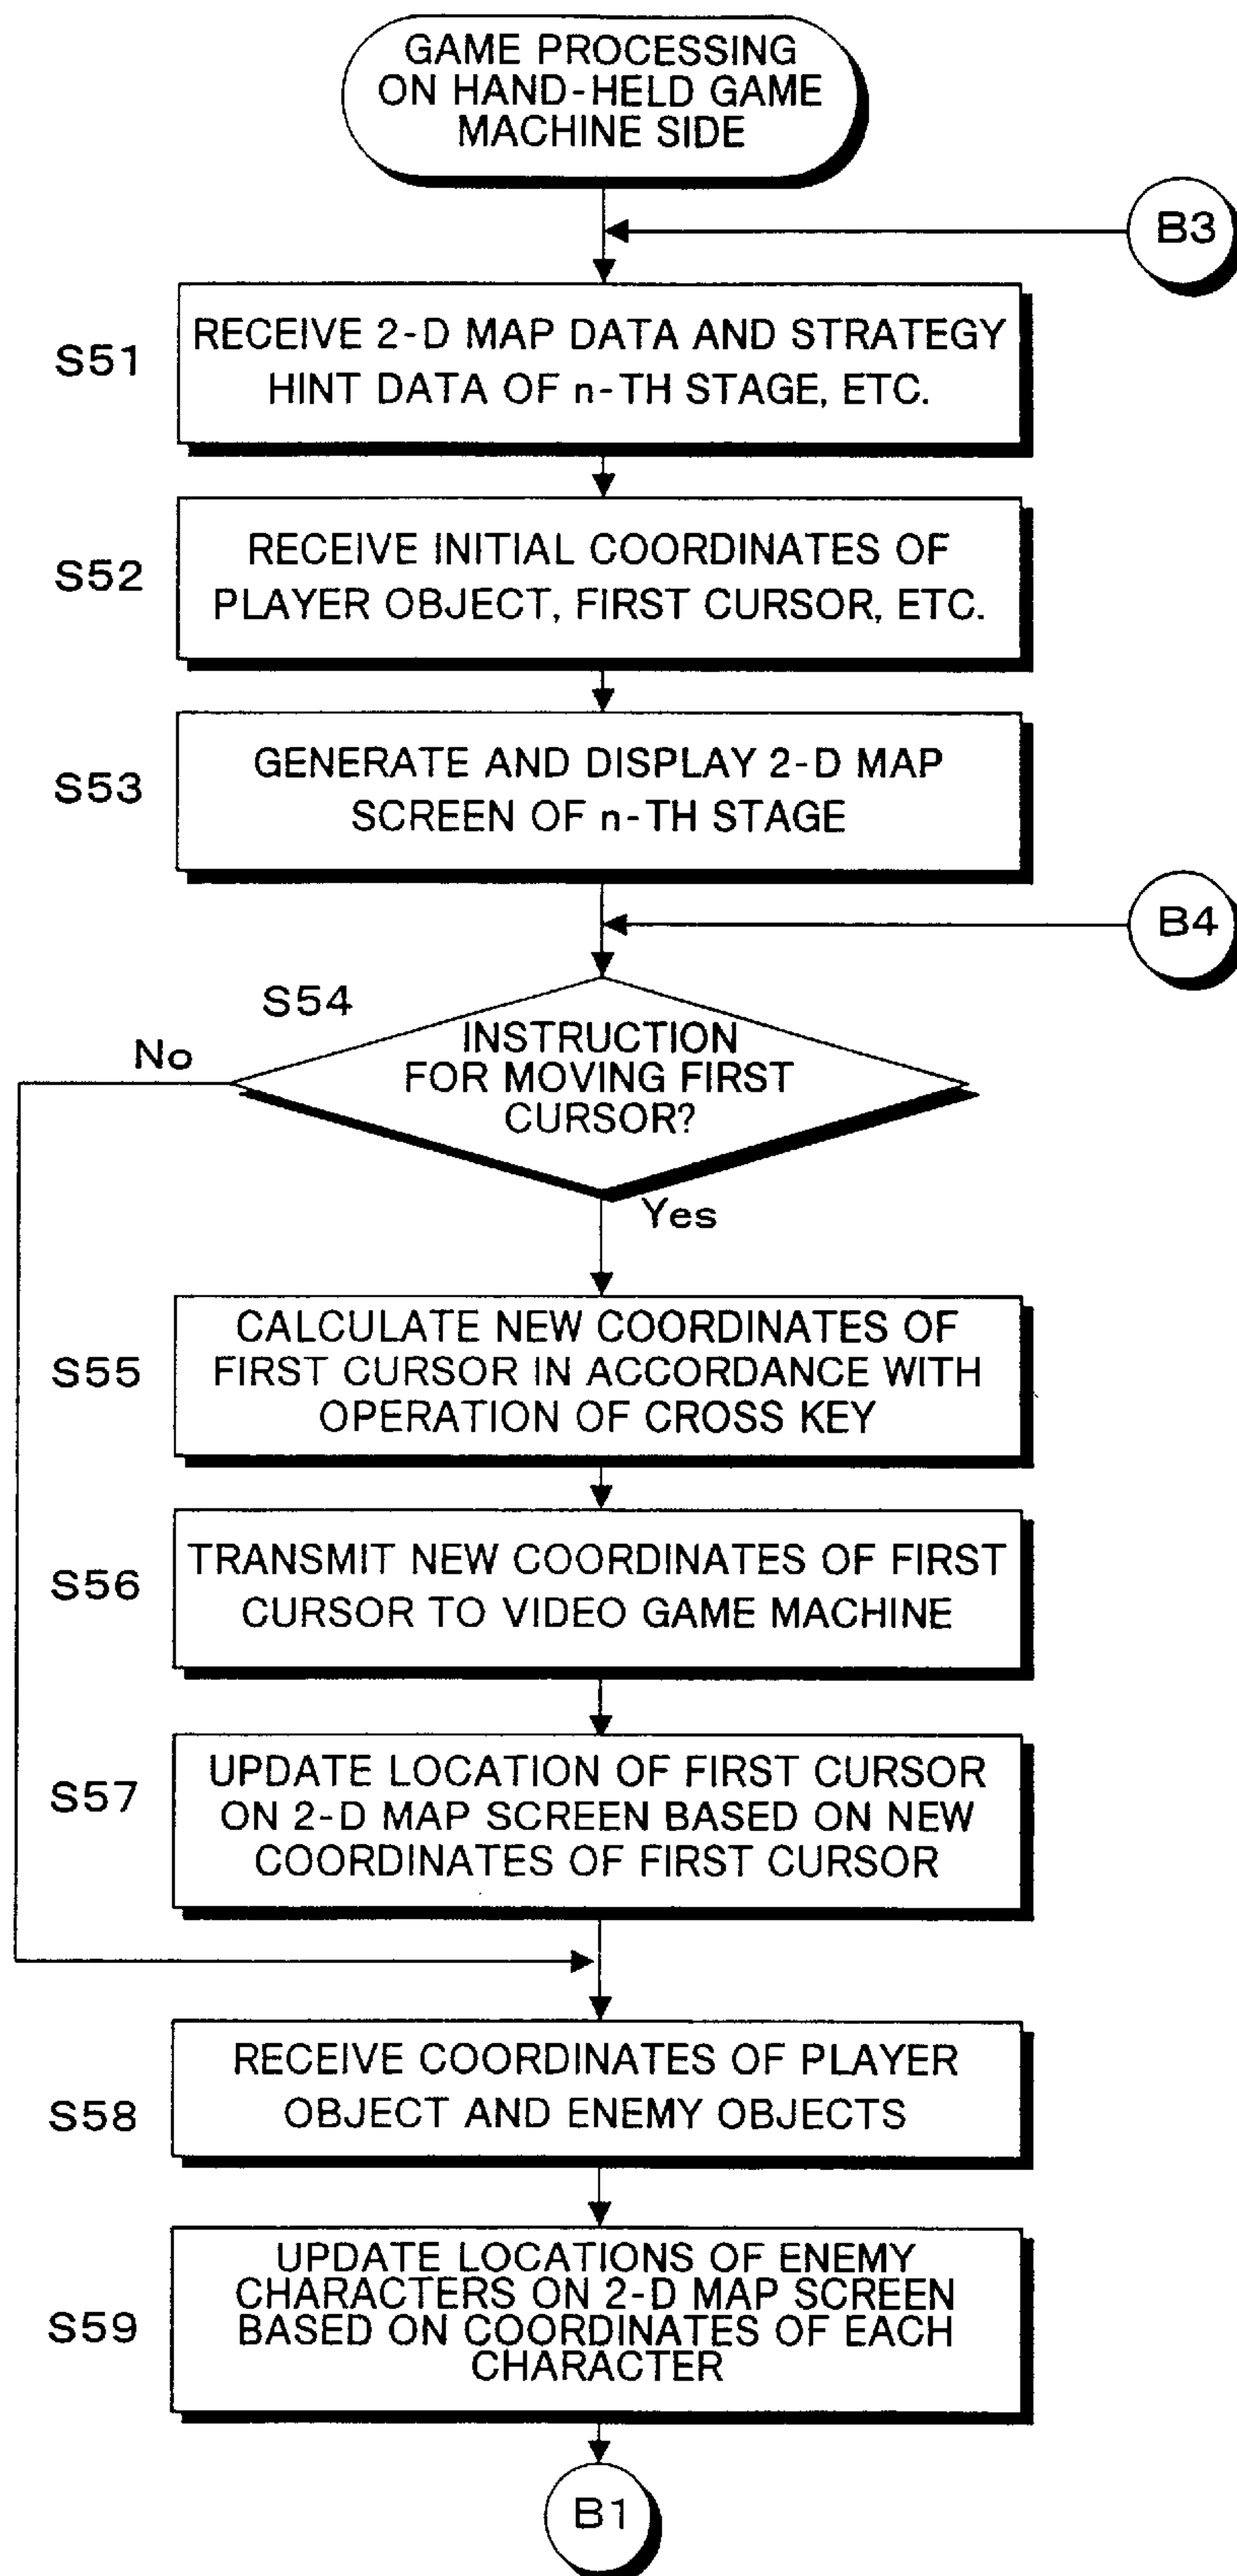 GAME PROCESSING
ON HAND-HELD GAME
MACHINE SIDE
B3
S51
RECEIVE 2-D MAP DATA AND STRATEGY
HINT DATA OF n-TH STAGE, ETC.
S52
RECEIVE INITIAL COORDINATES OF
PLAYER OBJECT, FIRST CURSOR, ETC.
S53
GENERATE AND DISPLAY 2-D MAP
SCREEN OF n-TH STAGE
B4
S54
No
INSTRUCTION
FOR MOVING FIRST
CURSOR?
Yes
S55
CALCULATE NEW COORDINATES OF
FIRST CURSOR IN ACCORDANCE WITH
OPERATION OF CROSS KEY
S56
TRANSMIT NEW COORDINATES OF FIRST
CURSOR TO VIDEO GAME MACHINE
S57
UPDATE LOCATION OF FIRST CURSOR
ON 2-D MAP SCREEN BASED ON NEW
COORDINATES OF FIRST CURSOR
S58
RECEIVE COORDINATES OF PLAYER
OBJECT AND ENEMY OBJECTS
S59
UPDATE LOCATIONS OF ENEMY
CHARACTERS ON 2-D MAP SCREEN
BASED ON COORDINATES OF EACH
CHARACTER
B1